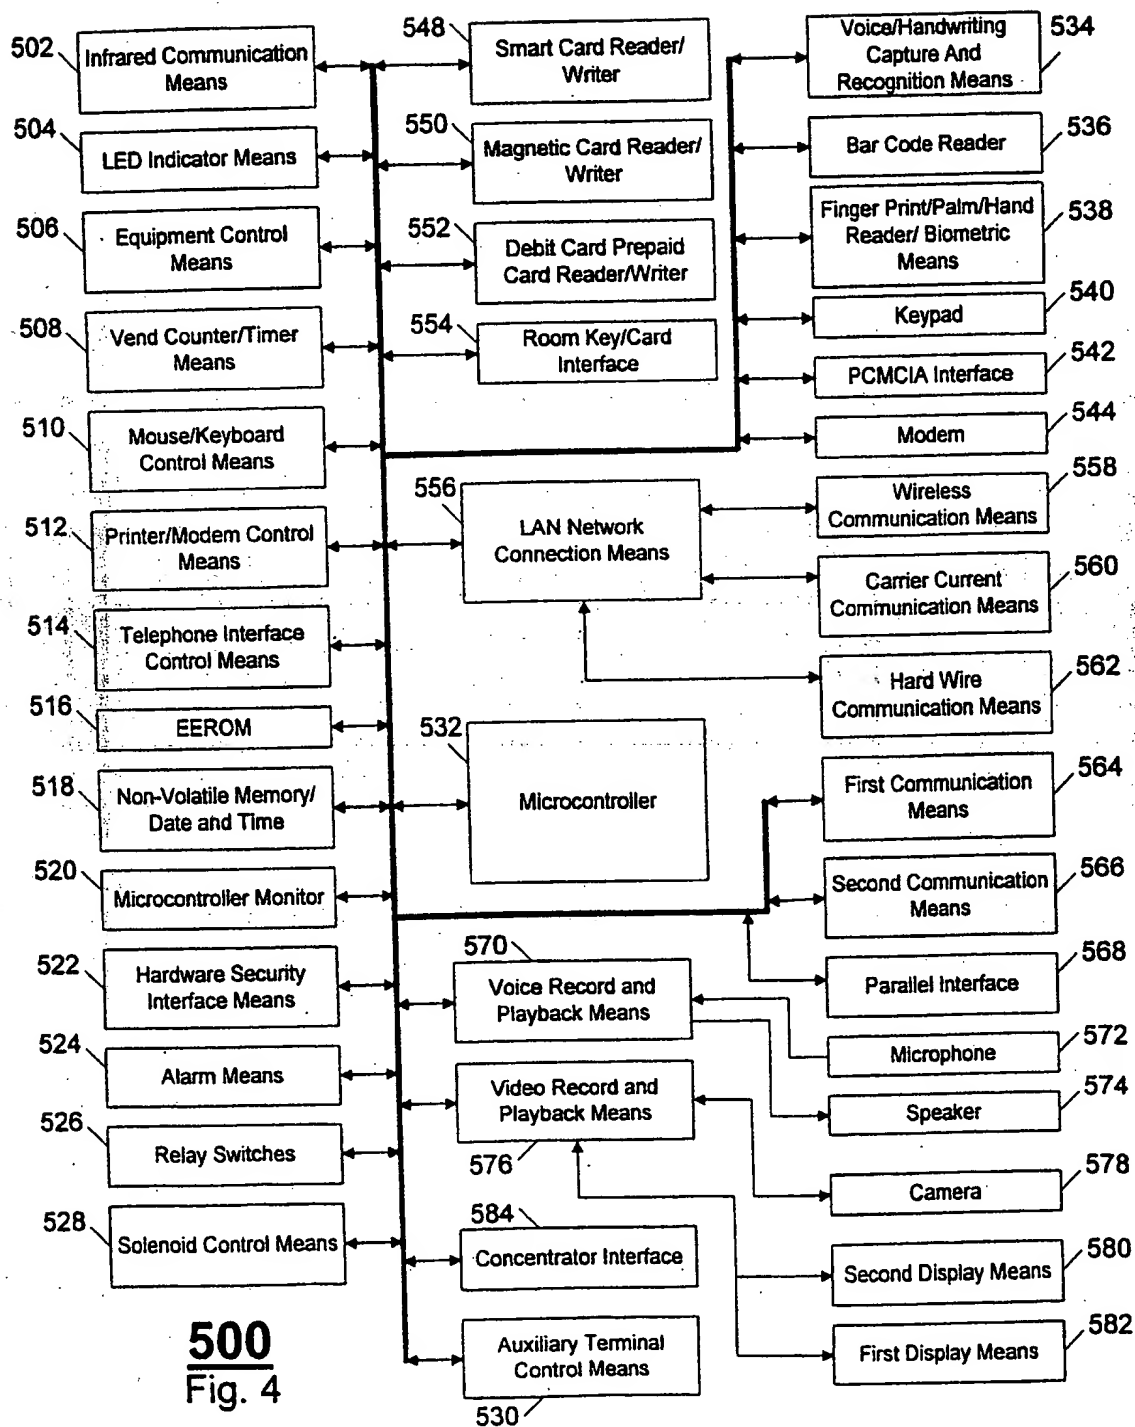 502
Infrared Communication
Means
504
LED Indicator Means
506
Equipment Control
Means
508
Vend Counter/Timer
Means
510
Mouse/Keyboard
Control Means
512
Printer/Modem Control
Means
514
Telephone Interface
Control Means
516
EEROM
518
Non-Volatile Memory/
Date and Time
520
Microcontroller Monitor
522
Hardware Security
Interface Means
524
Alarm Means
526
Relay Switches
528
Solenoid Control Means
548
Smart Card Reader/
Writer
550
Magnetic Card Reader/
Writer
552
Debit Card Prepaid
Card Reader/Writer
554
Room Key/Card
Interface
556
LAN Network
Connection Means
532
Microcontroller
570
Voice Record and
Playback Means
Video Record and
Playback Means
576
584
Concentrator Interface
Auxiliary Terminal
Control Means
530
Voice/Handwriting
Capture And
Recognition Means
534
Bar Code Reader
536
Finger Print/Palm/Hand
Reader/ Biometric
Means
538
Keypad
540
PCMCIA Interface
542
Modem
544
Wireless
Communication Means
558
Carrier Current
Communication Means
560
Hard Wire
Communication Means
562
First Communication
Means
564
Second Communication
Means
566
Parallel Interface
568
Microphone
572
Speaker
574
Camera
578
Second Display Means
580
First Display Means
582
500
Fig. 4